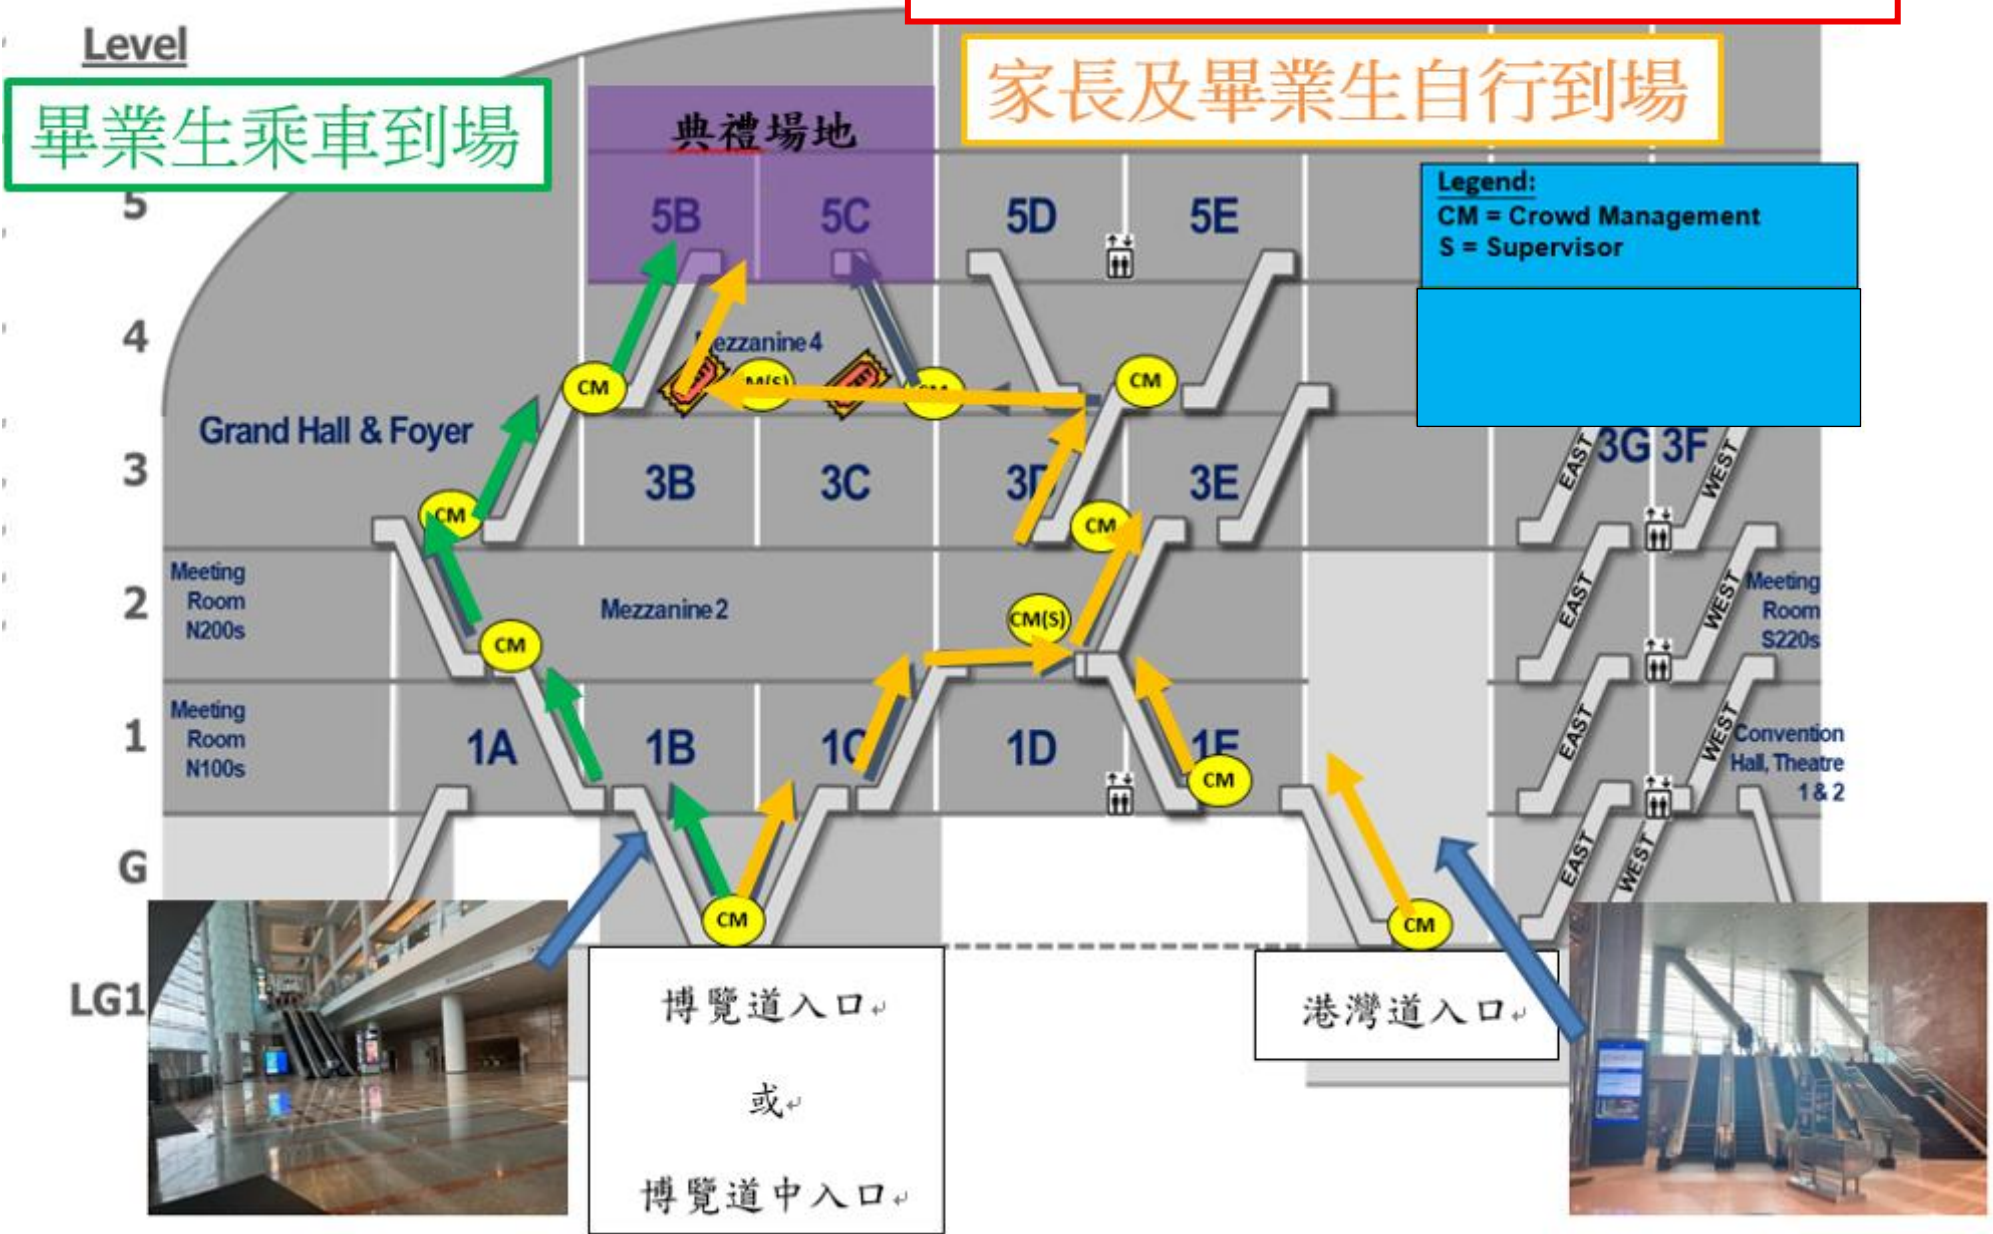 Level
畢業生乘車到場
家長及畢業生自行到場
典禮場地
Legend:
CM = Crowd Management
S = Supervisor
5
5B
5C
5D
5E
4
Mezzanine 4
CM
CM(S)
CM
CM
Grand Hall & Foyer
3
3B
3C
3D
3E
3G
3F
EAST
WEST
CM
CM
Meeting
Room
N200s
2
Mezzanine 2
CM(S)
CM
EAST
WEST
Meeting
Room
S220s
Meeting
Room
N100s
1
1A
1B
1C
1D
1E
CM
EAST
WEST
Convention
Hall, Theatre
1 & 2
G
CM
CM
EAST
WEST
LG1
博覽道入口
或
博覽道中入口
港灣道入口